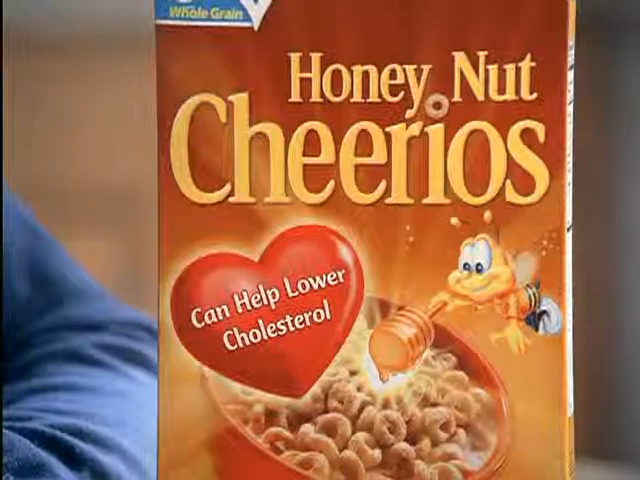 Whole Grain
Honey Nut
Cheerios
Can Help Lower
Cholesterol